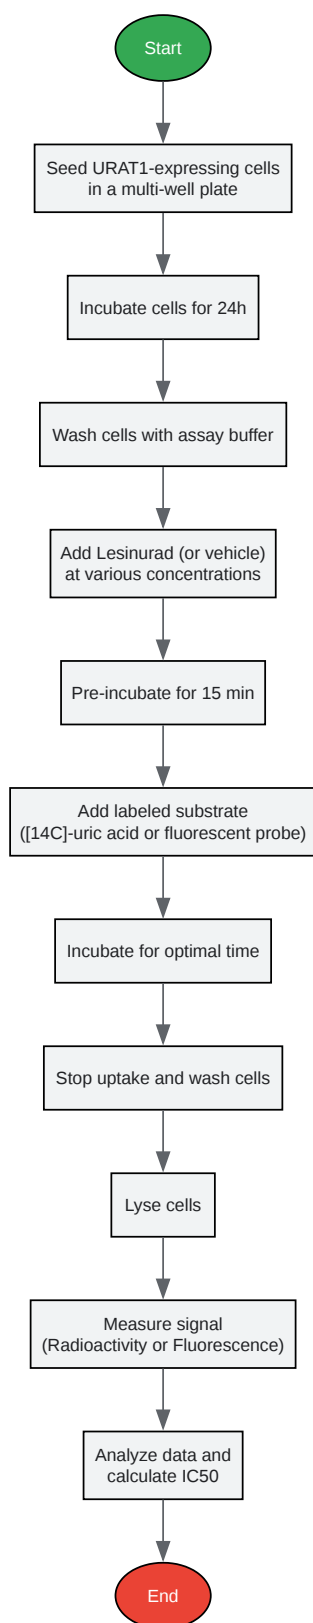 Start
Seed URAT1-expressing cells
in a multi-well plate
Incubate cells for 24h
Wash cells with assay buffer
Add Lesinurad (or vehicle)
at various concentrations
Pre-incubate for 15 min
Add labeled substrate
([14C]-uric acid or fluorescent probe)
Incubate for optimal time
Stop uptake and wash cells
Lyse cells
Measure signal
(Radioactivity or Fluorescence)
Analyze data and
calculate IC50
End